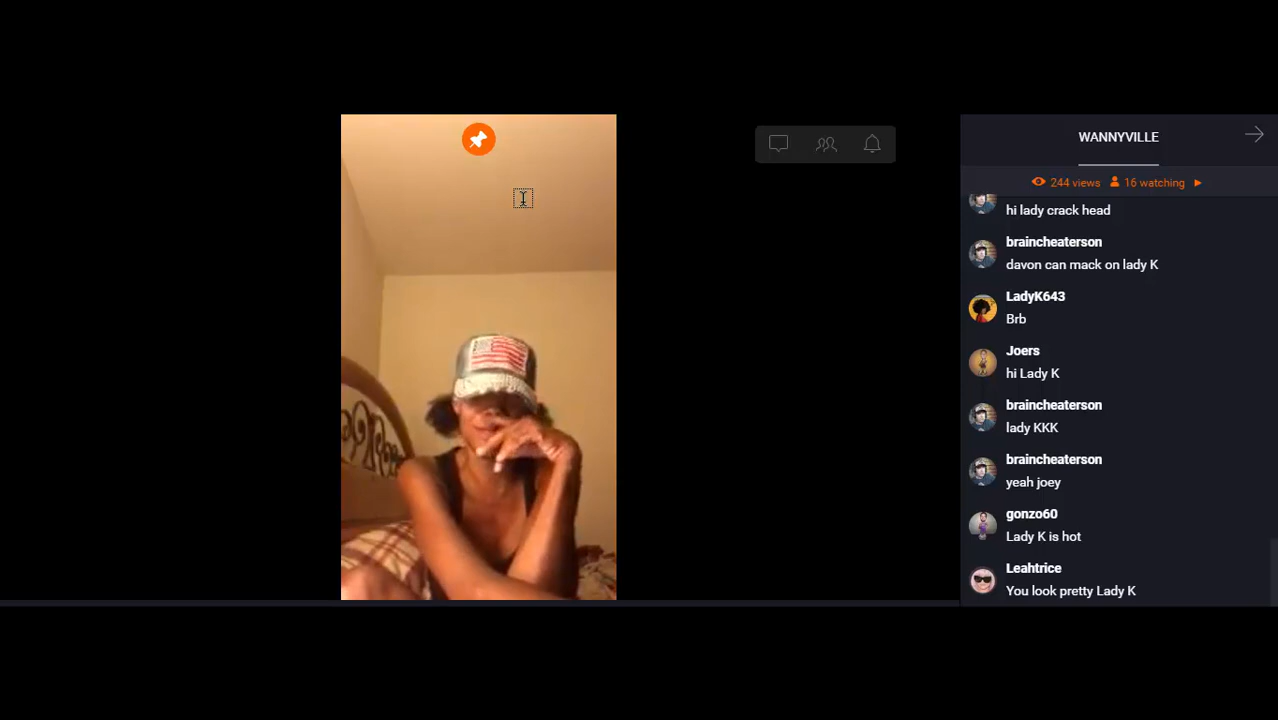 WANNYVILLE
244 views 16 watching
hi lady crack head
braincheaterson
davon can mack on lady K
LadyK643
Brb
Joers
hi Lady K
braincheaterson
lady KKK
braincheaterson
yeah joey
gonzo60
Lady K is hot
Leahtrice
You look pretty Lady K